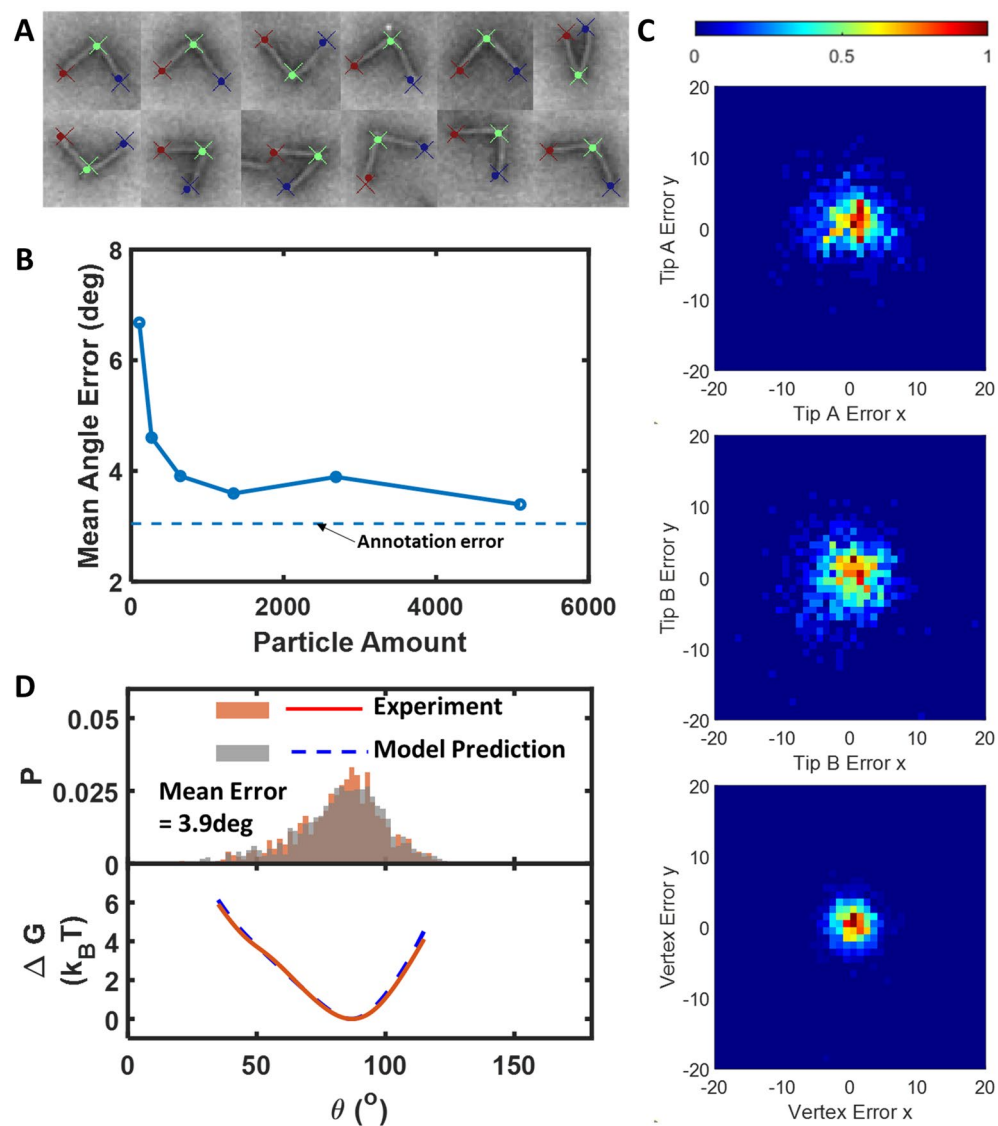 A
B
8
6
4
2
Mean Angle Error (deg)
Annotation error
0
2000
4000
6000
Particle Amount
C
0
0.5
1
20
10
0
-10
-20
Tip A Error y
-20
-10
0
10
20
Tip A Error x
20
10
0
-10
-20
Tip B Error y
-20
-10
0
10
20
Tip B Error x
20
10
0
-10
-20
Vertex Error y
-20
-10
0
10
20
Vertex Error x
D
0.05
0.025
0
P
Experiment
Model Prediction
Mean Error
= 3.9deg
6
4
2
0
Δ G
(kBT)
0
50
100
150
θ (o)